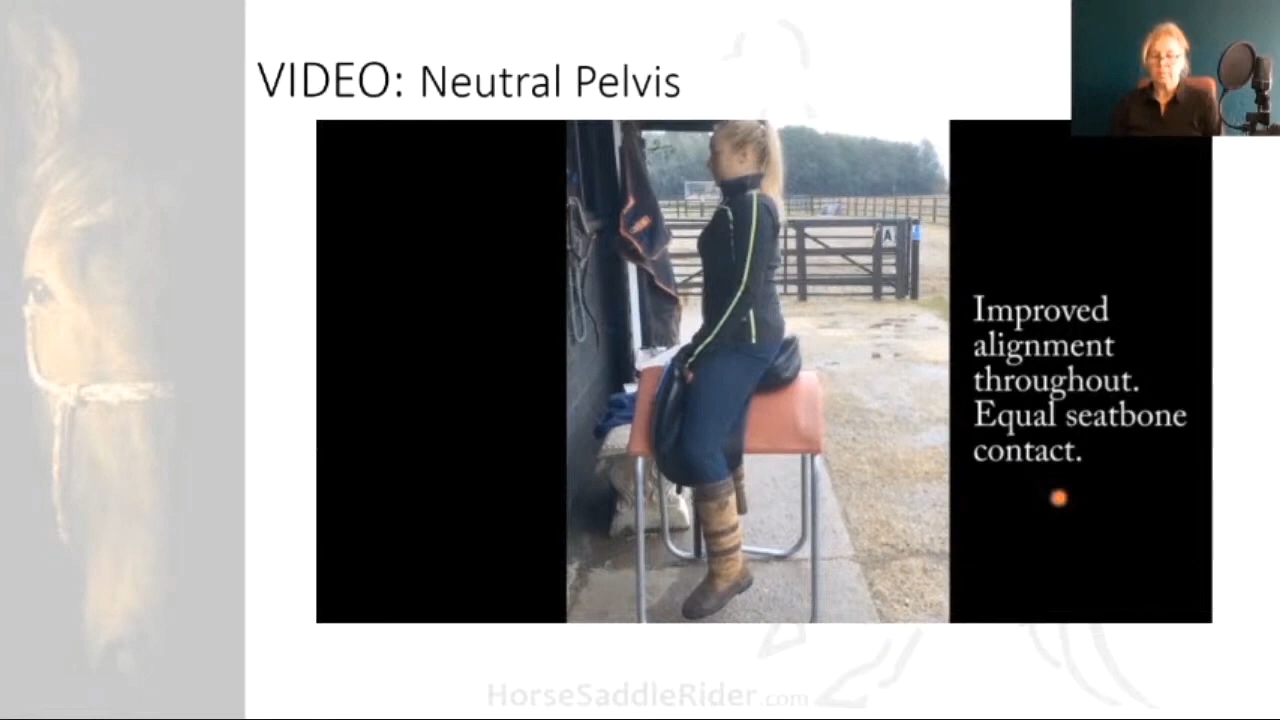 VIDEO: Neutral Pelvis
A
Improved
alignment
throughout.
Equal seatbone
contact.
HorseSaddleRider.com